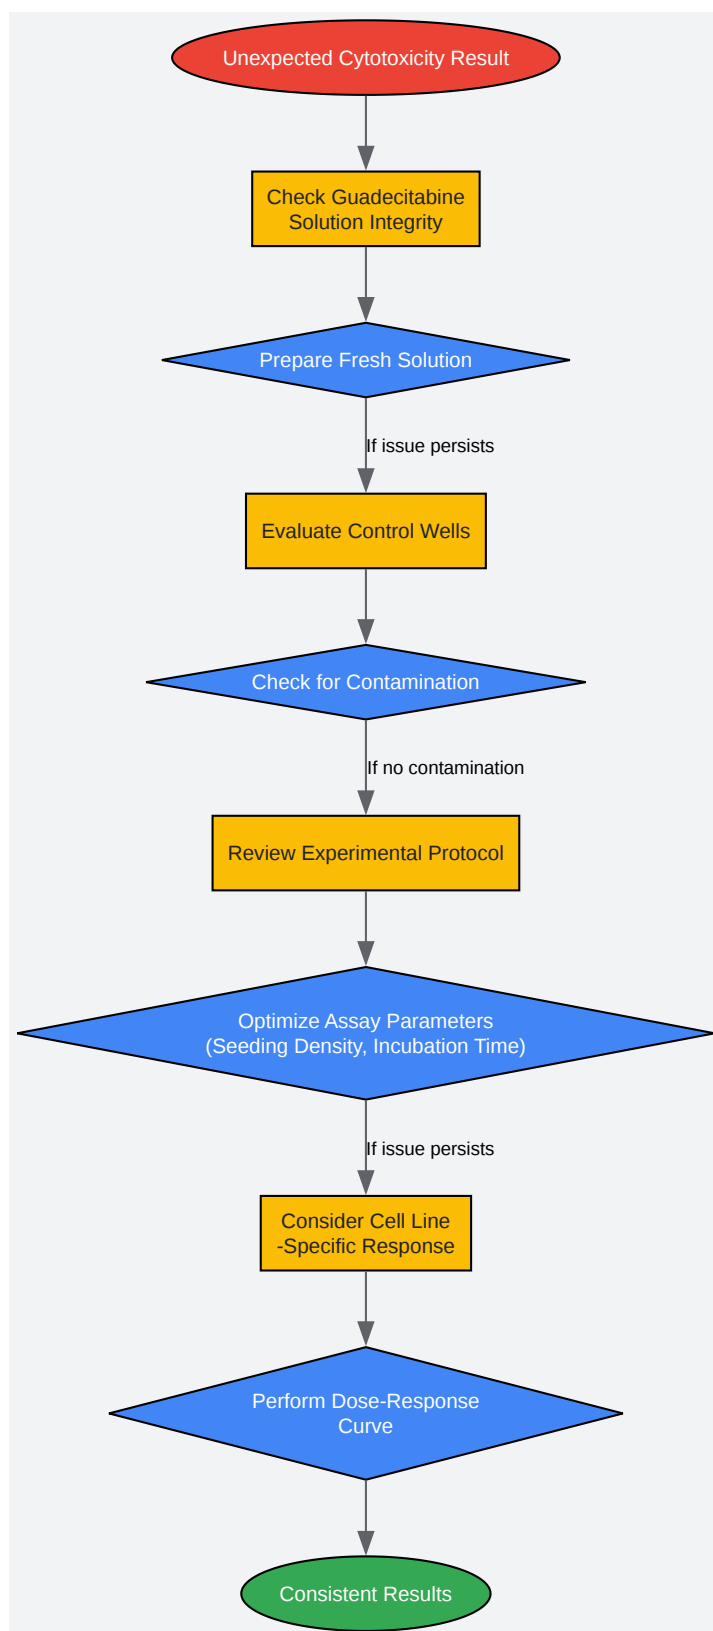 Unexpected Cytotoxicity Result
Check Guadecitabine
Solution Integrity
Prepare Fresh Solution
If issue persists
Evaluate Control Wells
Check for Contamination
If no contamination
Review Experimental Protocol
Optimize Assay Parameters
(Seeding Density, Incubation Time)
If issue persists
Consider Cell Line
-Specific Response
Perform Dose-Response
Curve
Consistent Results